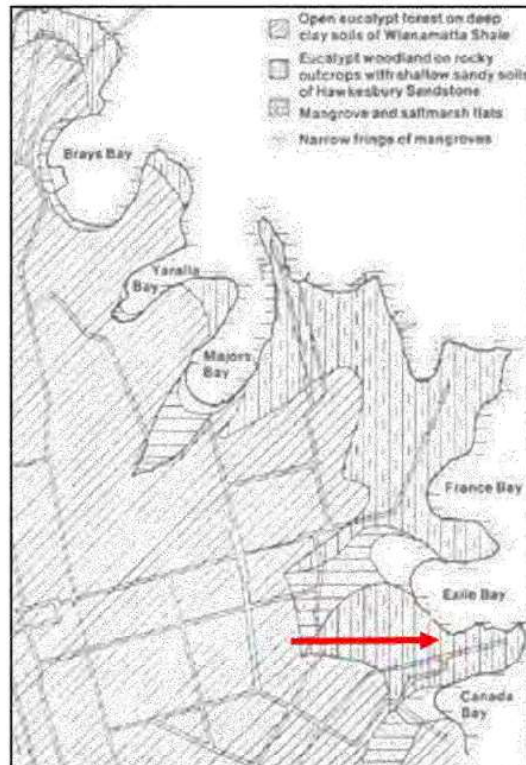 Open eucalypt forest on deep
clay soils of Wianamatta Shale
Eucalypt woodland on rocky
outcrops with shallow sandy soils
of Hawkesbury Sandstone
Mangrove and saltmarsh flats
Narrow fringe of mangroves
Brays Bay
Yaralla
Bay
Majors
Bay
France Bay
Exile Bay
Canada
Bay